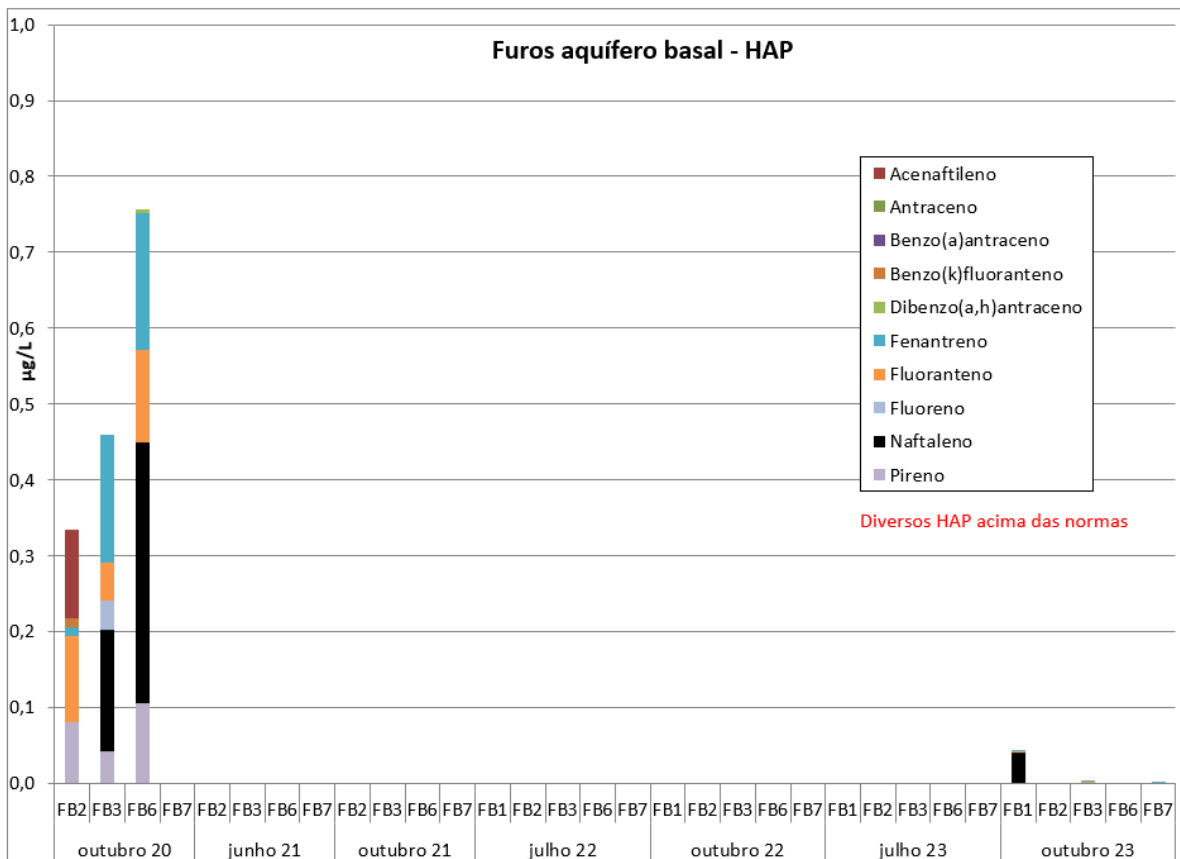 Furos aquífero basal - HAP
µg/L
1,0
0,9
0,8
0,7
0,6
0,5
0,4
0,3
0,2
0,1
0,0
Acenaftileno
Antraceno
Benzo(a)antraceno
Benzo(k)fluoranteno
Dibenzo(a,h)antraceno
Fenantreno
Fluoranteno
Fluoreno
Naftaleno
Pireno
Diversos HAP acima das normas
FB2 FB3 FB6 FB7 FB2 FB3 FB6 FB7 FB2 FB3 FB6 FB7 FB1 FB2 FB3 FB6 FB7 FB1 FB2 FB3 FB6 FB7 FB1 FB2 FB3 FB6 FB7 FB1 FB2 FB3 FB6 FB7
outubro 20 junho 21 outubro 21 julho 22 outubro 22 julho 23 outubro 23